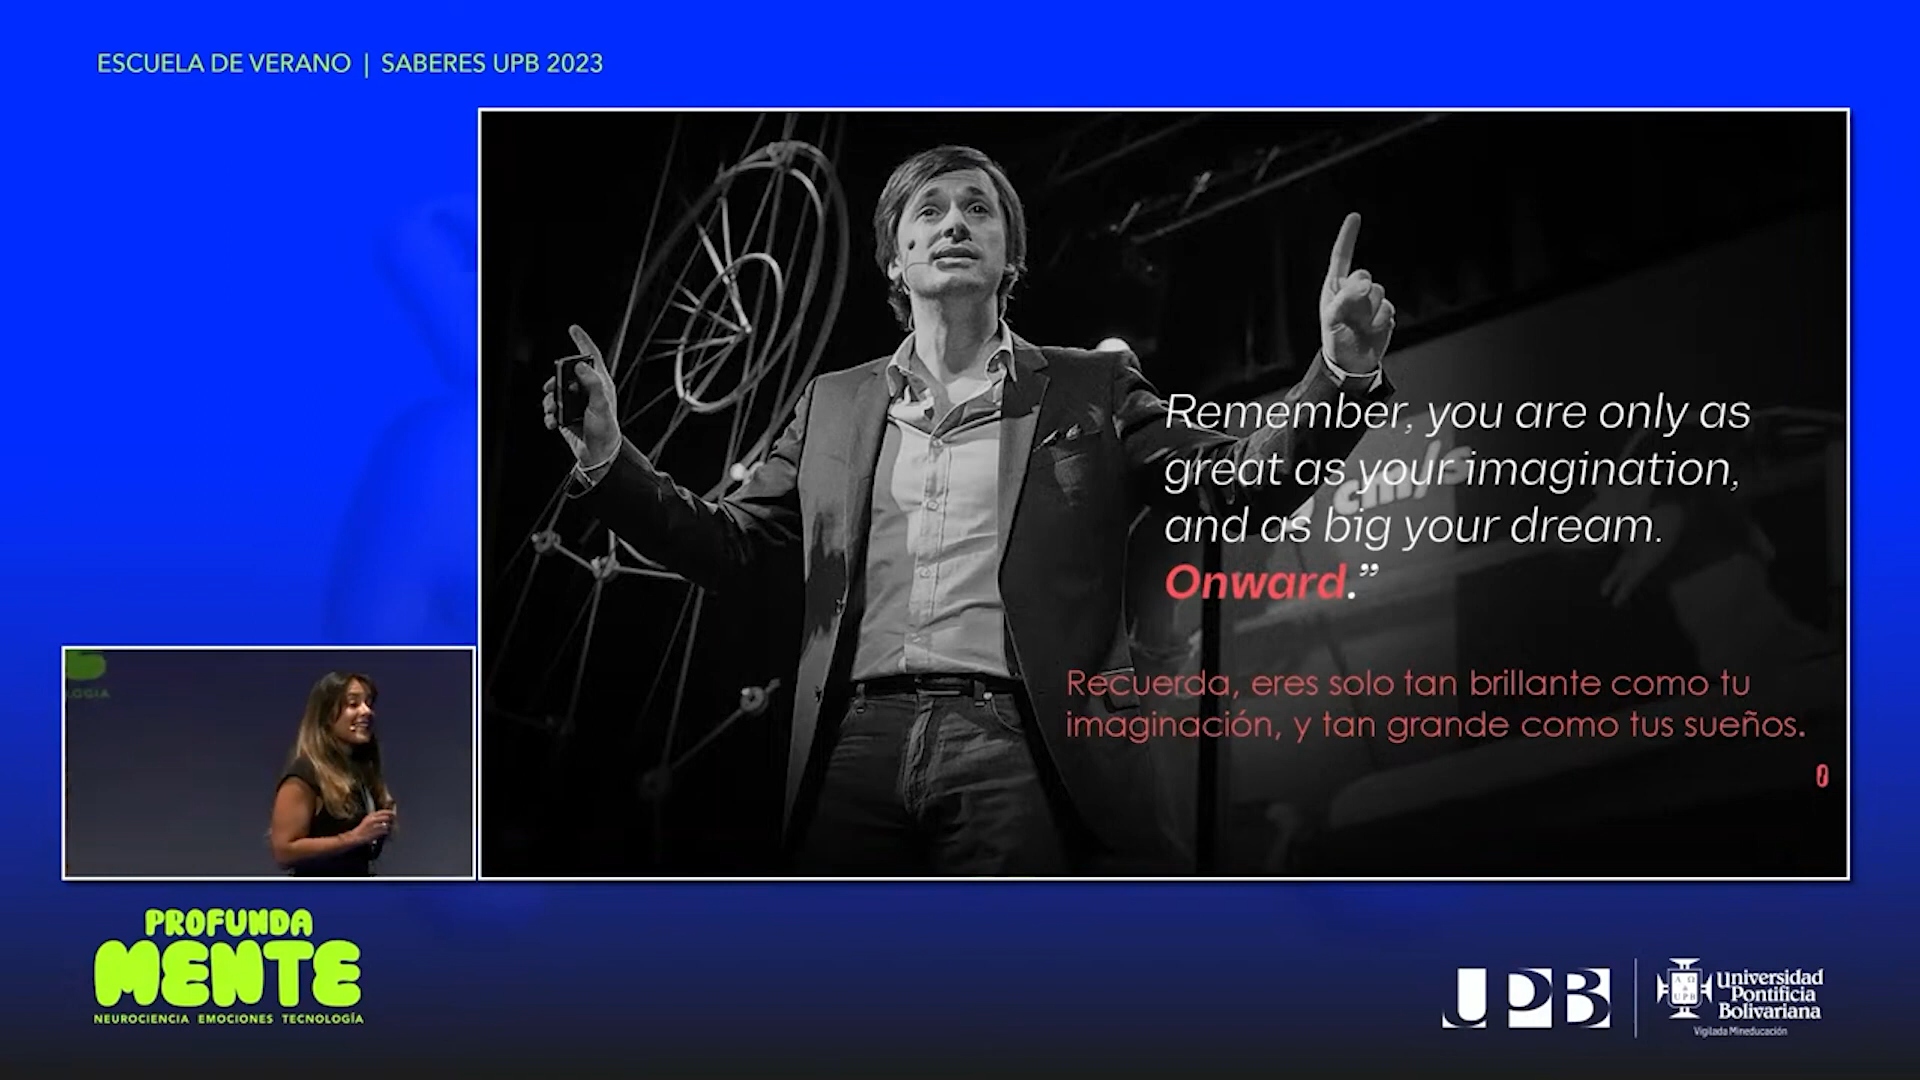 ESCUELA DE VERANO | SABERES UPB 2023
Remember, you are only as
great as your imagination,
and as big your dream.
Onward.”
Recuerda, eres solo tan brillante como tu
imaginación, y tan grande como tus sueños.
cm/s
LOGIA
PROFUNDA
MENTE
NEUROCIENCIA EMOCIONES TECNOLOGÍA
UPB
Universidad
Pontificia
Bolivariana
Vigilada Mineducación